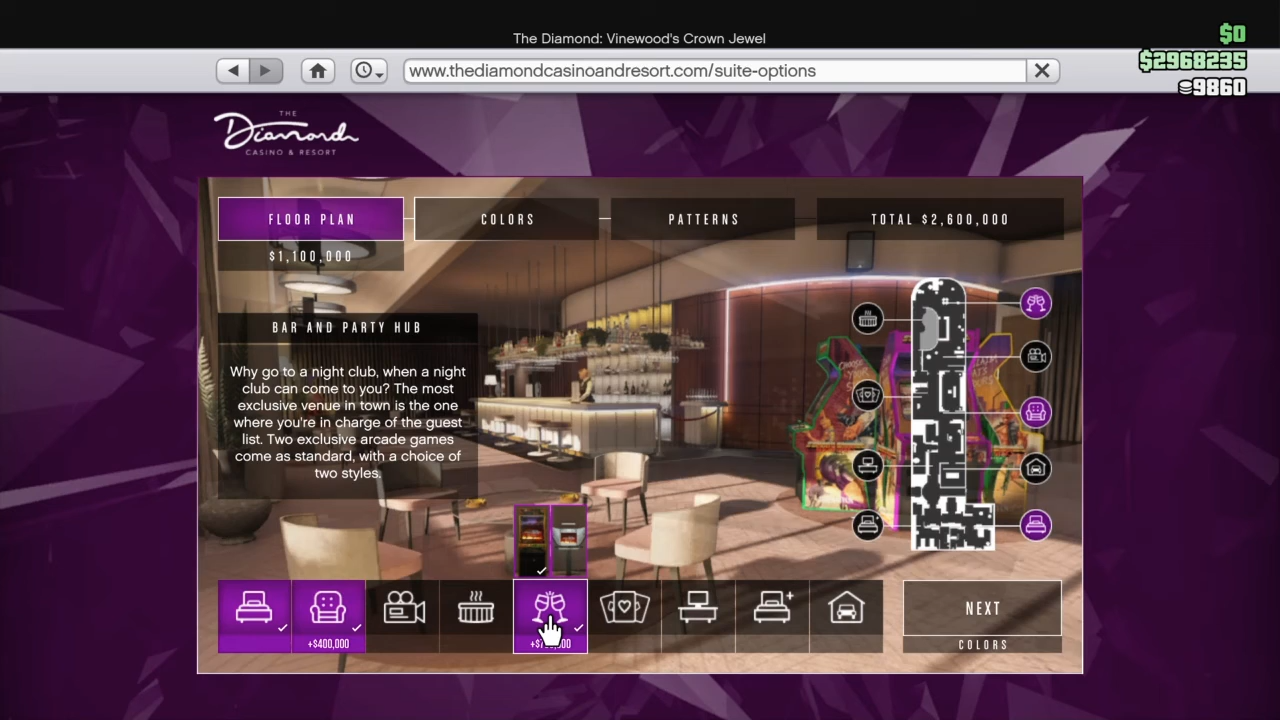 The Diamond: Vinewood's Crown Jewel
$0
$2968235
9860
www.thediamondcasinoandresort.com/suite-options
THE
Diamond
CASINO & RESORT
FLOOR PLAN
COLORS
PATTERNS
TOTAL $2,600,000
$1,100,000
BAR AND PARTY HUB
Why go to a night club, when a night
club can come to you? The most
exclusive venue in town is the one
where you're in charge of the guest
list. Two exclusive arcade games
come as standard, with a choice of
two styles.
+$400,000
NEXT
COLORS